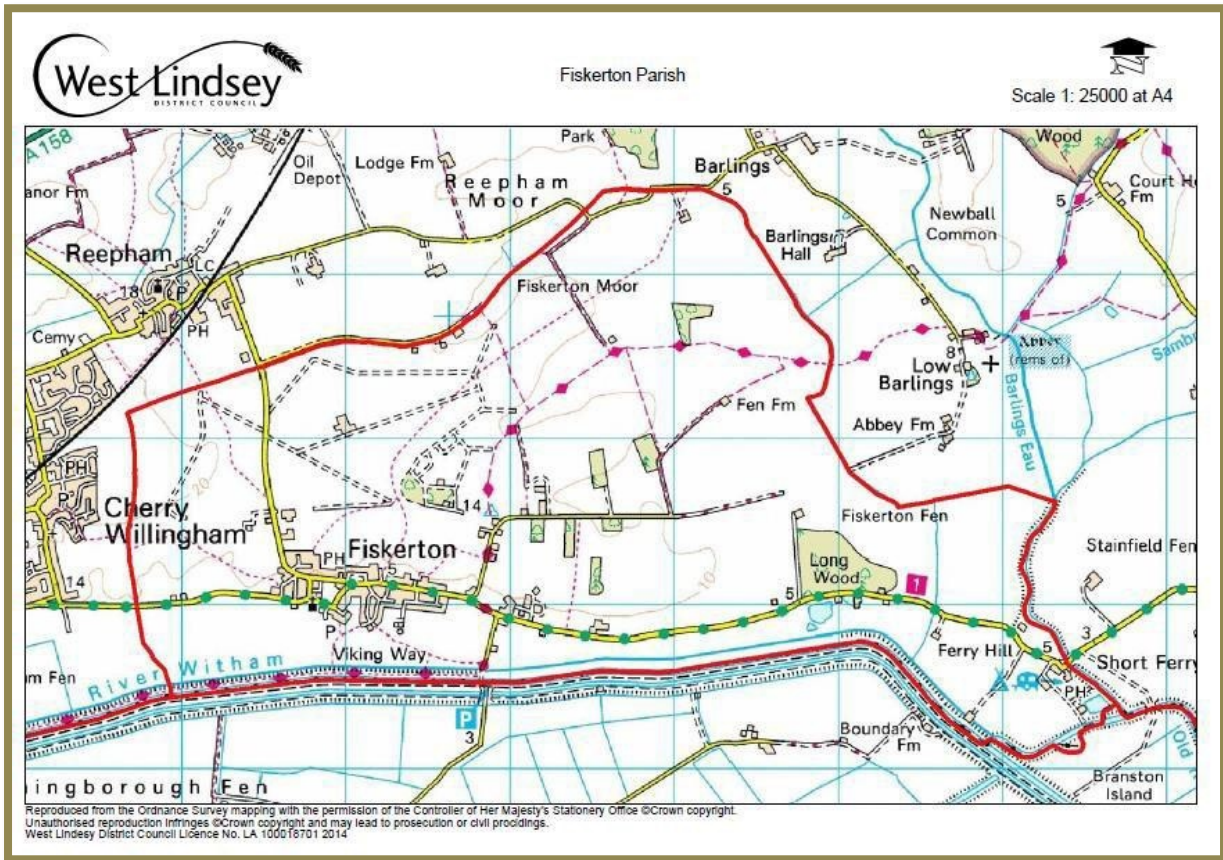 West Lindsey
DISTRICT COUNCIL
Fiskerton Parish
N
Scale 1: 25000 at A4
A 158
Oil
Depot
Lodge Fm
Park
Reepham
Moor
Barlings
5
Wood
Court H
Fm
5
anor Fm
Newball
Common
Reepham
LC
18
P
PH
Barlings
Hall
Fiskerton Moor
Cemy
8
Low
Barlings
(rems of)
Sambr
Fen Fm
Abbey Fm
Barlings Eau
PH
P
20
14
Cherry
Willingham
Fiskerton Fen
Stainfield Fen
PH
Fiskerton
5
10
Long
Wood
1
14
5
P
Viking Way
Ferry Hill
5
3
Short Ferry
PH
m Fen
River Witham
P
3
Boundary
Fm
Old
Branston
Island
ingborough Fen
Reproduced from the Ordnance Survey mapping with the permission of the Controller of Her Majesty's Stationery Office ©Crown copyright.
Unauthorised reproduction infringes ©Crown copyright and may lead to prosecution or civil procidings.
West Lindesy District Council Licence No. LA 100018701 2014